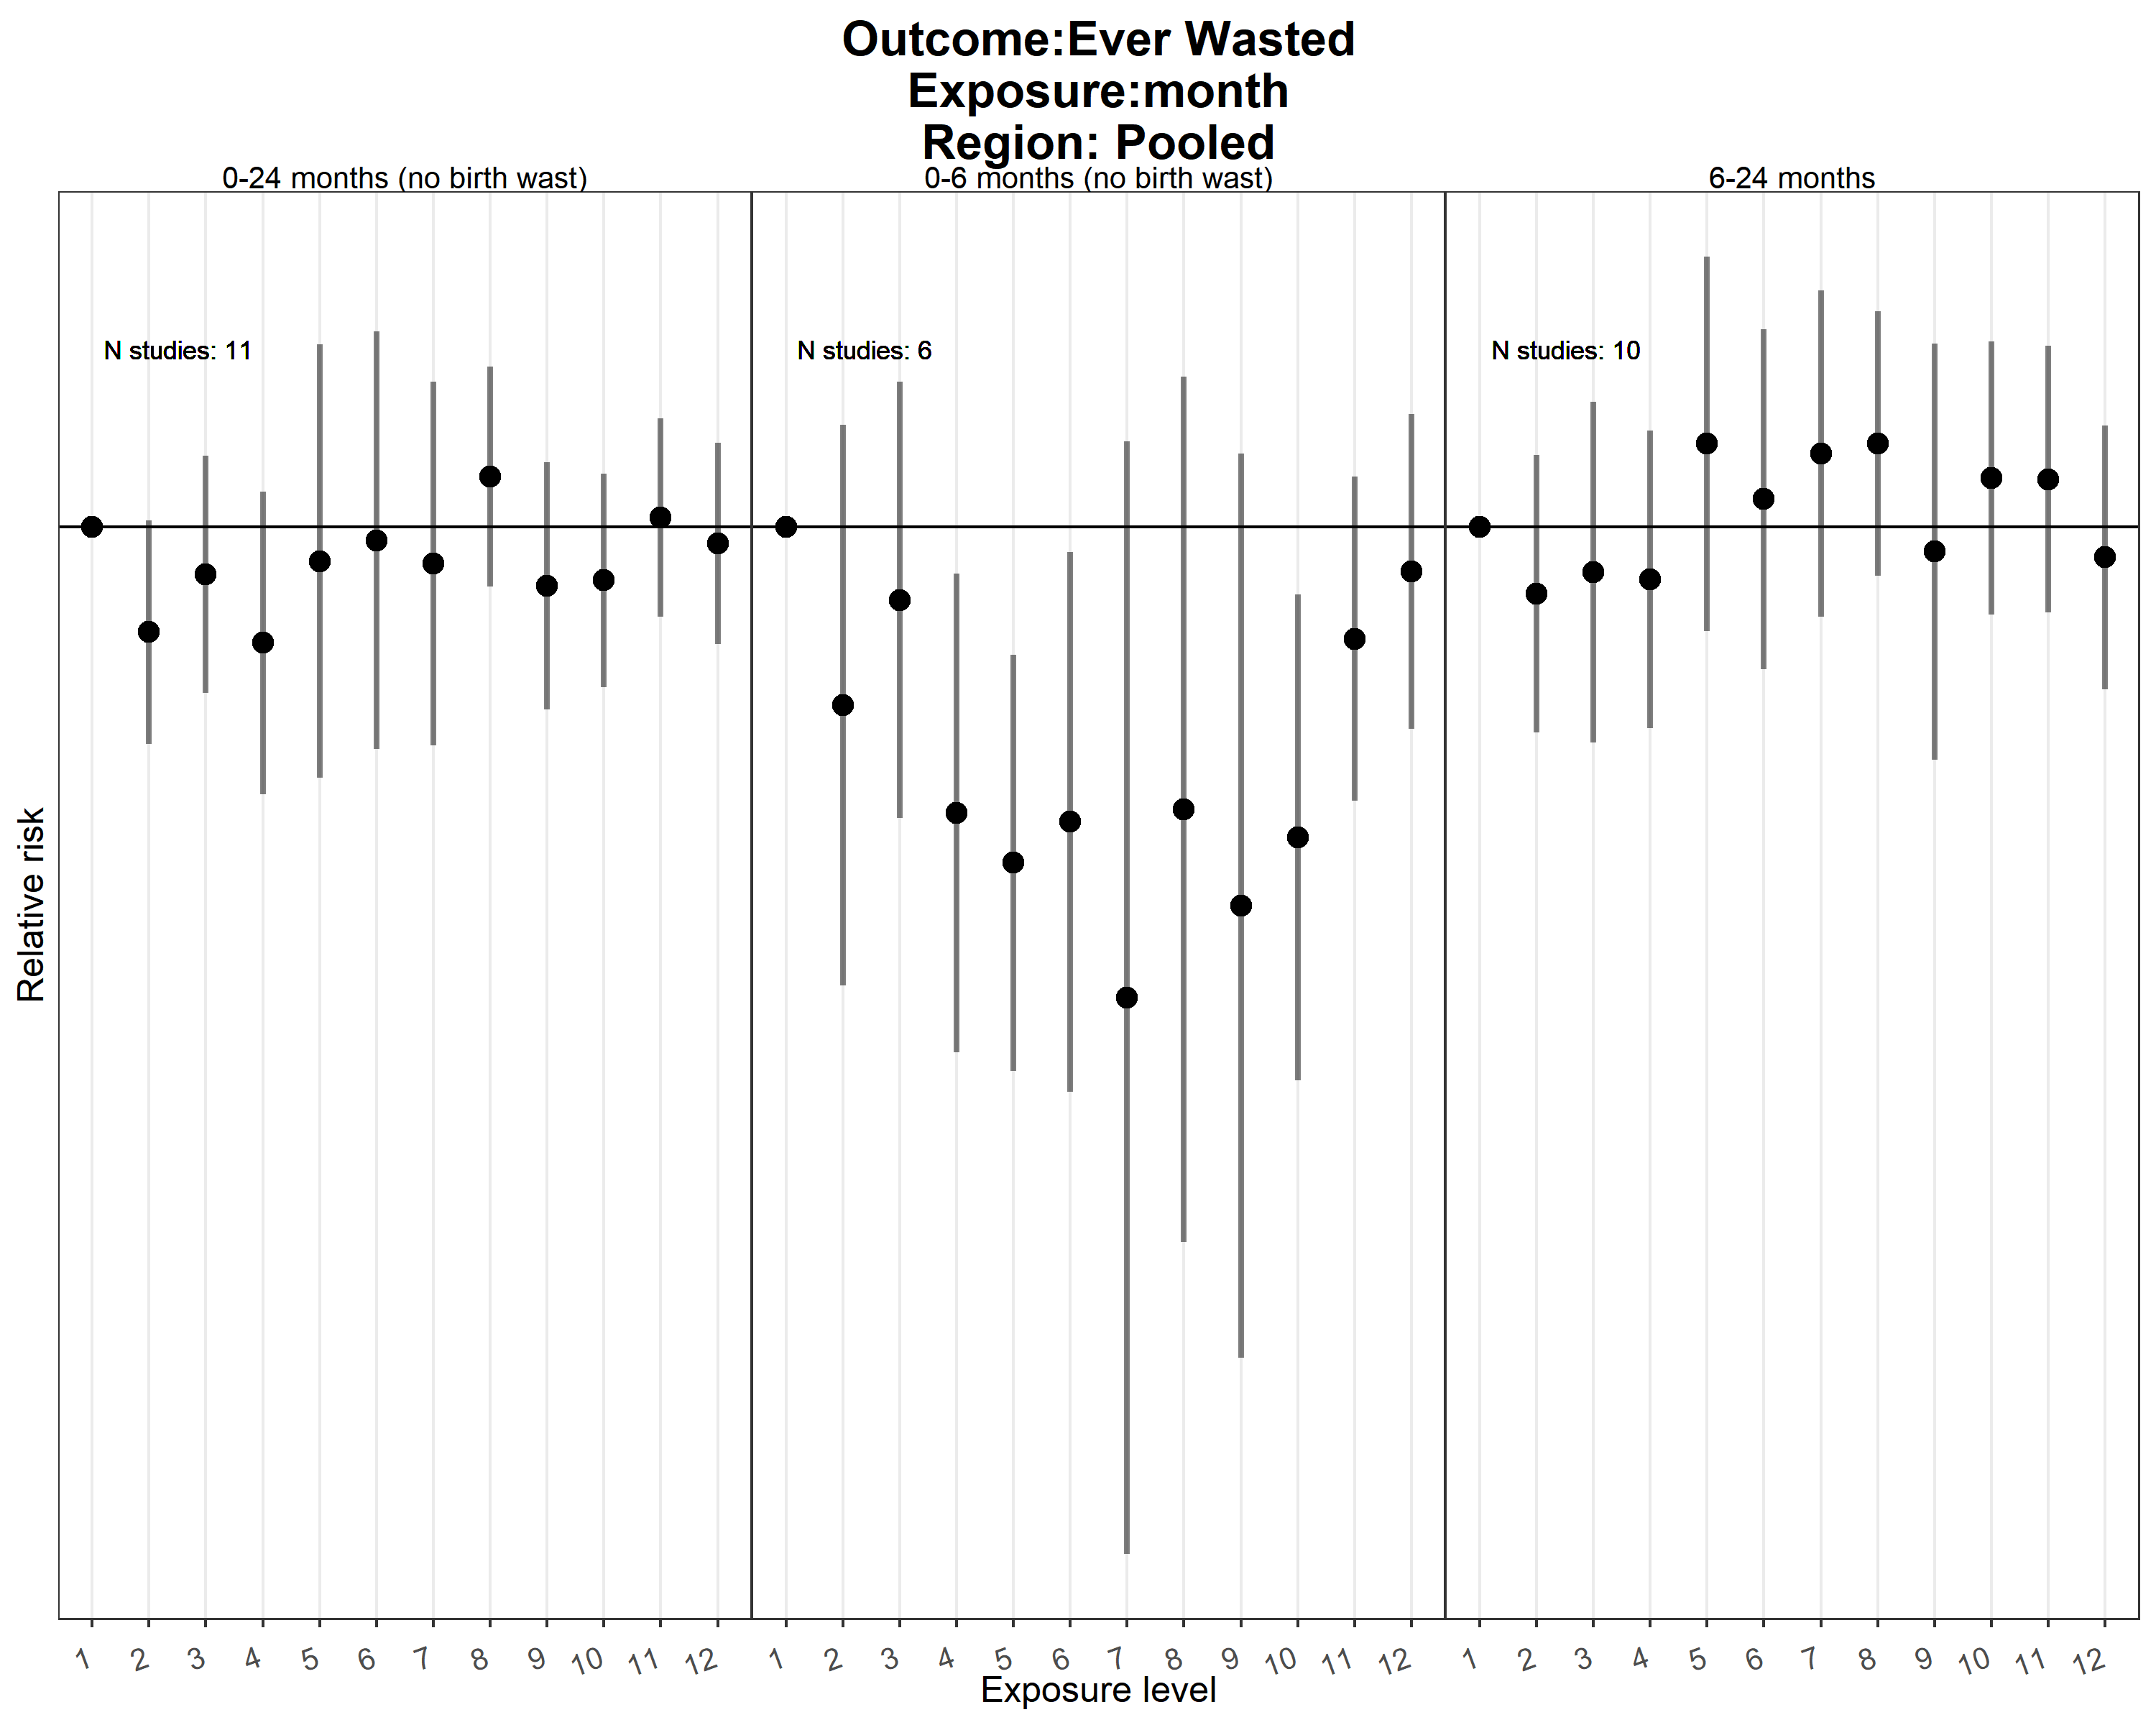 Outcome:Ever Wasted
Exposure:month
Region: Pooled
0-24 months (no birth wast)
0-6 months (no birth wast)
6-24 months
N studies: 11
N studies: 6
N studies: 10
Relative risk
1 2 3 4 5 6 7 8 9 10 11 12
1 2 3 4 5 6 7 8 9 10 11 12
1 2 3 4 5 6 7 8 9 10 11 12
Exposure level